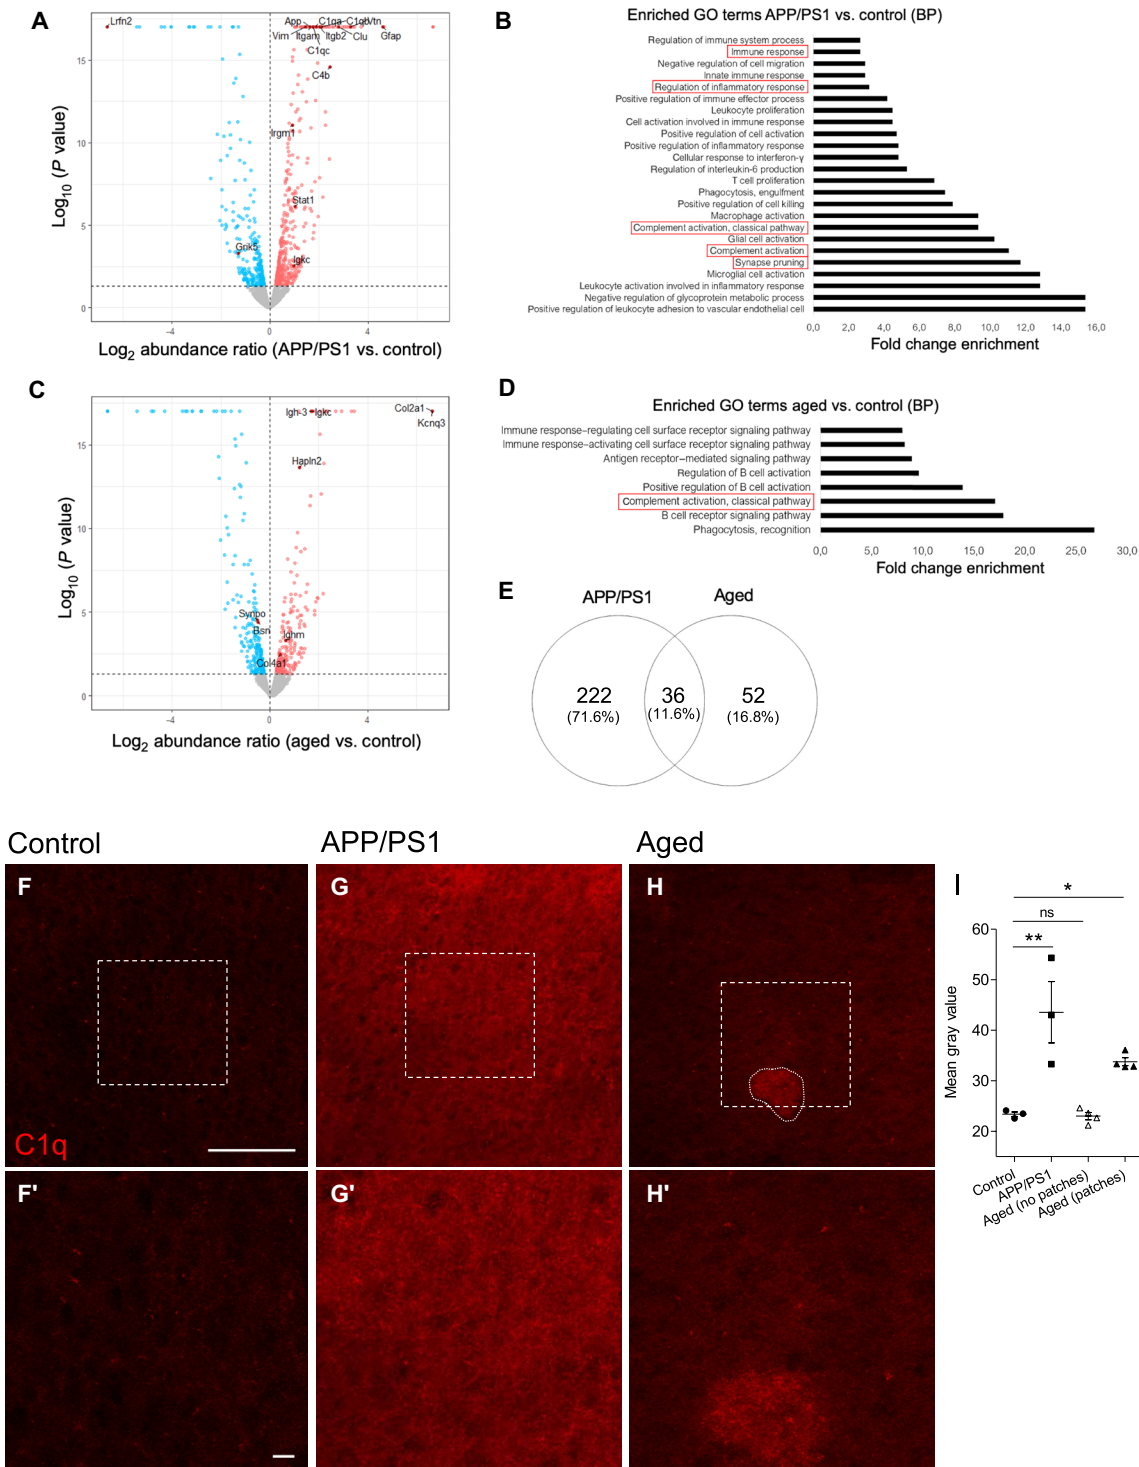 A
Lrfn2
App
C1qa
C1qb
Vtn
Vim
Itgam
Itgb2
Clu
Gfap
C1qc
C4b
Irgm1
Stat1
Grik5
Igkc
15
10
5
0
−4
0
4
Log10 (P value)
Log2 abundance ratio (APP/PS1 vs. control)
B
Enriched GO terms APP/PS1 vs. control (BP)
Regulation of immune system process
Immune response
Negative regulation of cell migration
Innate immune response
Regulation of inflammatory response
Positive regulation of immune effector process
Leukocyte proliferation
Cell activation involved in immune response
Positive regulation of cell activation
Positive regulation of inflammatory response
Cellular response to interferon-γ
Regulation of interleukin-6 production
T cell proliferation
Phagocytosis, engulfment
Positive regulation of cell killing
Macrophage activation
Complement activation, classical pathway
Glial cell activation
Complement activation
Synapse pruning
Microglial cell activation
Leukocyte activation involved in inflammatory response
Negative regulation of glycoprotein metabolic process
Positive regulation of leukocyte adhesion to vascular endothelial cell
0,0 2,0 4,0 6,0 8,0 10,0 12,0 14,0 16,0
Fold change enrichment
C
Igh-3
Igkc
Col2a1
Kcnq3
Hapln2
Synpo
Bsn
Ighm
Col4a1
15
10
5
0
−4
0
4
Log10 (P value)
Log2 abundance ratio (aged vs. control)
D
Enriched GO terms aged vs. control (BP)
Immune response−regulating cell surface receptor signaling pathway
Immune response−activating cell surface receptor signaling pathway
Antigen receptor−mediated signaling pathway
Regulation of B cell activation
Positive regulation of B cell activation
Complement activation, classical pathway
B cell receptor signaling pathway
Phagocytosis, recognition
0,0 5,0 10,0 15,0 20,0 25,0 30,0
Fold change enrichment
E
APP/PS1
Aged
222
(71.6%)
36
(11.6%)
52
(16.8%)
Control
APP/PS1
Aged
F
G
H
C1q
F'
G'
H'
I
*
ns
**
60
50
40
30
20
Mean gray value
Control
APP/PS1
Aged (no patches)
Aged (patches)